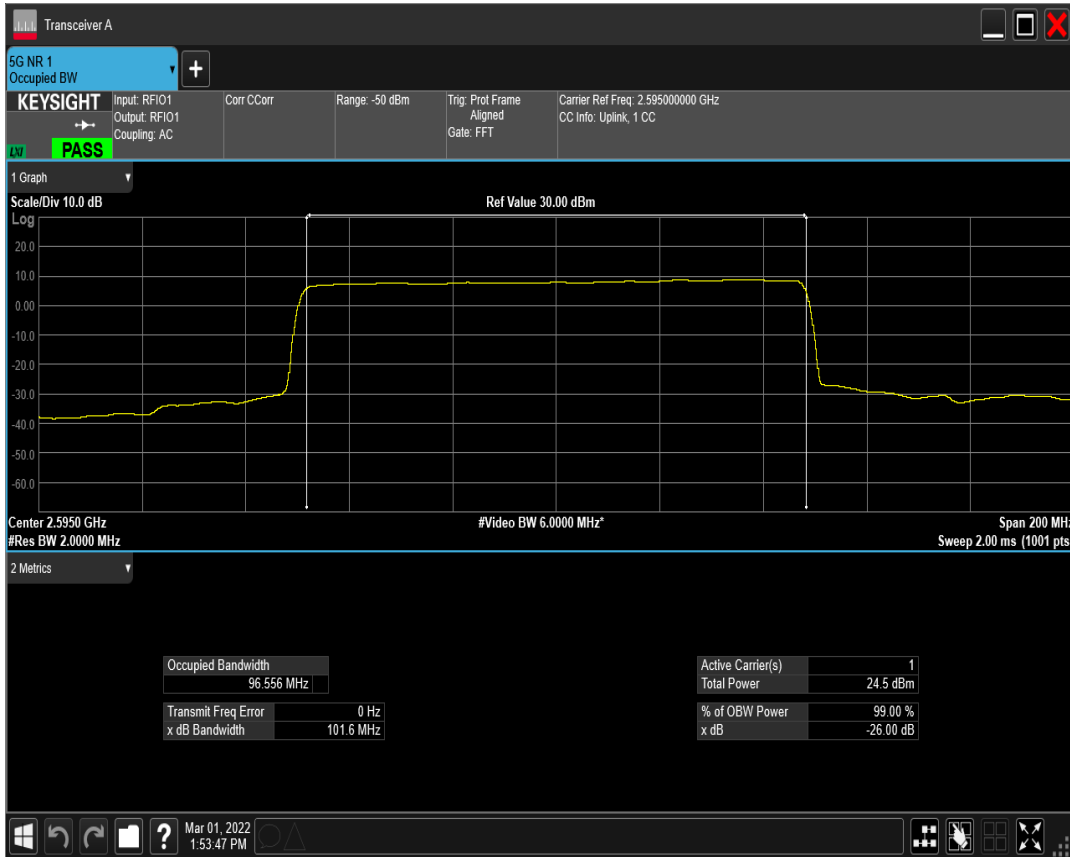 Transceiver A
5G NR 1
Occupied BW
+
KEYSIGHT
LXI
PASS
Input: RFIO1
Output: RFIO1
Coupling: AC
Corr CCorr
Range: -50 dBm
Trig: Prot Frame
Aligned
Gate: FFT
Carrier Ref Freq: 2.595000000 GHz
CC Info: Uplink, 1 CC
1 Graph
Scale/Div 10.0 dB
Ref Value 30.00 dBm
Log
20.0
10.0
0.00
-10.0
-20.0
-30.0
-40.0
-50.0
-60.0
Center 2.5950 GHz
#Video BW 6.0000 MHz*
Span 200 MHz
#Res BW 2.0000 MHz
Sweep 2.00 ms (1001 pts
2 Metrics
Occupied Bandwidth
96.556 MHz
Transmit Freq Error 0 Hz
x dB Bandwidth 101.6 MHz
Active Carrier(s) 1
Total Power 24.5 dBm
% of OBW Power 99.00 %
x dB -26.00 dB
?
Mar 01, 2022
1:53:47 PM